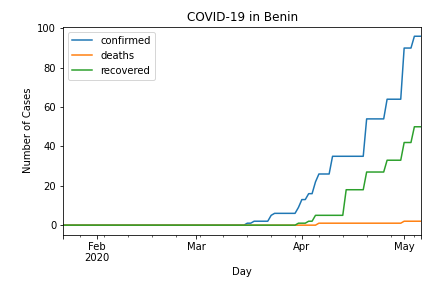 COVID-19 in Benin
100
80
60
40
20
0
Number of Cases
confirmed
deaths
recovered
Feb
2020
Mar
Apr
May
Day